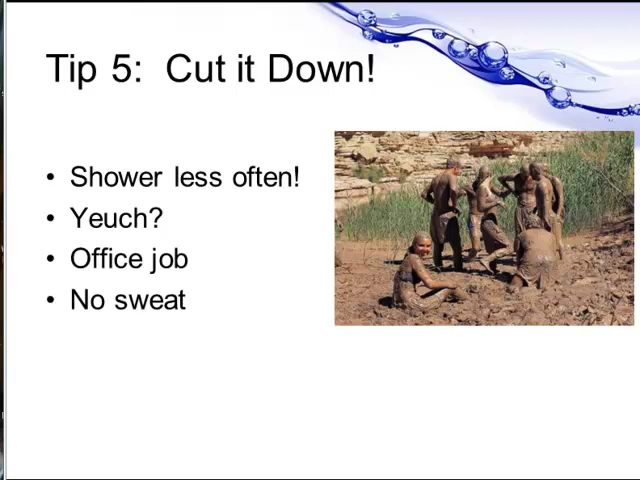 Tip 5: Cut it Down!
• Shower less often!
• Yeuch?
• Office job
• No sweat